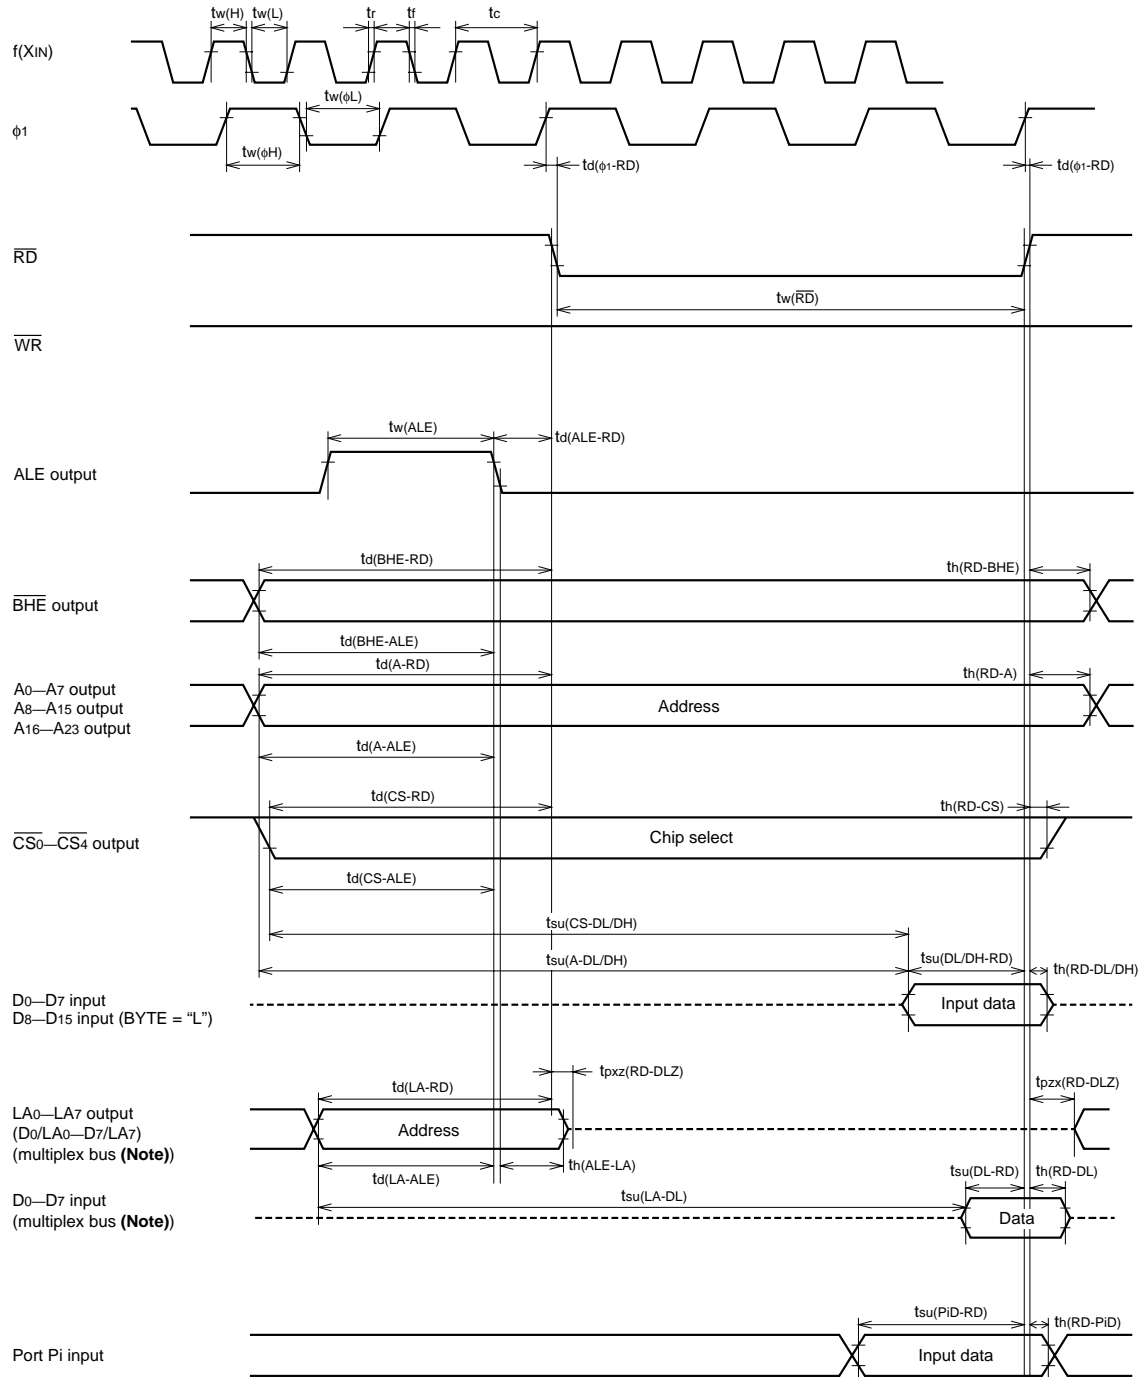 tw(H) tw(L) tr tf tc
f(XIN)
tw(ϕL)
ϕ1
tw(ϕH) td(ϕ1-RD) td(ϕ1-RD)
RD
tw(RD)
WR
tw(ALE) td(ALE-RD)
ALE output
td(BHE-RD) th(RD-BHE)
BHE output
td(BHE-ALE)
td(A-RD) th(RD-A)
A0—A7 output
A8—A15 output
A16—A23 output
Address
td(A-ALE)
td(CS-RD) th(RD-CS)
CS0—CS4 output
Chip select
td(CS-ALE)
tsu(CS-DL/DH)
tsu(A-DL/DH) tsu(DL/DH-RD) th(RD-DL/DH)
D0—D7 input
D8—D15 input (BYTE = “L”)
Input data
tpxz(RD-DLZ) tpzx(RD-DLZ)
td(LA-RD)
LA0—LA7 output
(D0/LA0—D7/LA7)
(multiplex bus (Note))
Address
td(LA-ALE) th(ALE-LA) tsu(DL-RD) th(RD-DL)
tsu(LA-DL)
D0—D7 input
(multiplex bus (Note))
Data
tsu(PiD-RD) th(RD-PiD)
Port Pi input
Input data